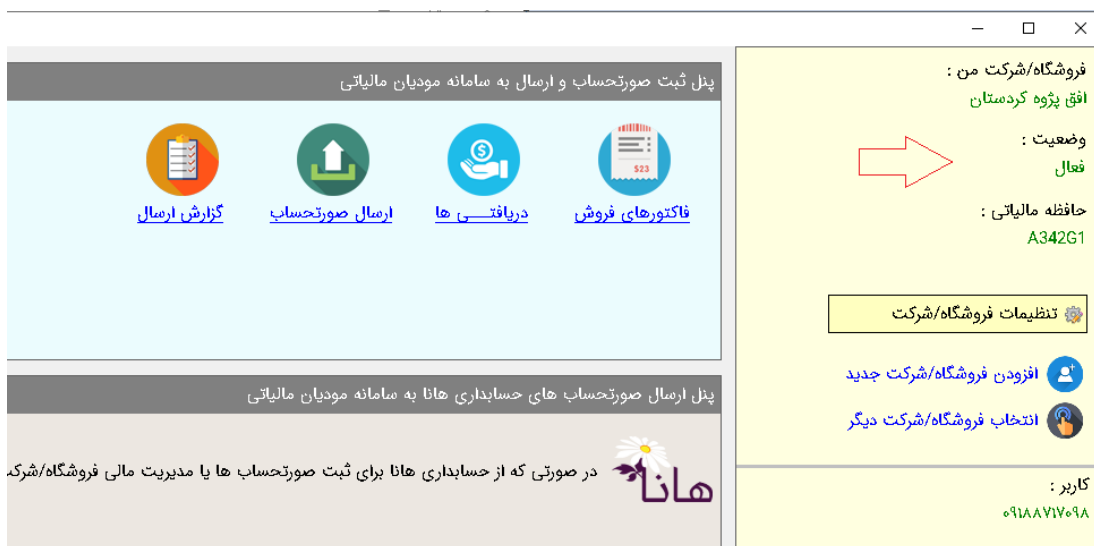 فروشگاه/شرکت من :
افق پژوه کردستان
وضعیت :
فعال
حافظه مالیاتی :
A342G1
تنظیمات فروشگاه/شرکت
افزودن فروشگاه/شرکت جدید
انتخاب فروشگاه/شرکت دیگر
کاربر :
۰۹۱۸۸۷۱۷۰۹۸
پنل ثبت صورتحساب و ارسال به سامانه مودیان مالیاتی
$23
فاکتورهای فروش
دریافتـــی ها
ارسال صورتحساب
گزارش ارسال
پنل ارسال صورتحساب های حسابداری هانا به سامانه مودیان مالیاتی
هانا
در صورتی که از حسابداری هانا برای ثبت صورتحساب ها یا مدیریت مالی فروشگاه/شرکت